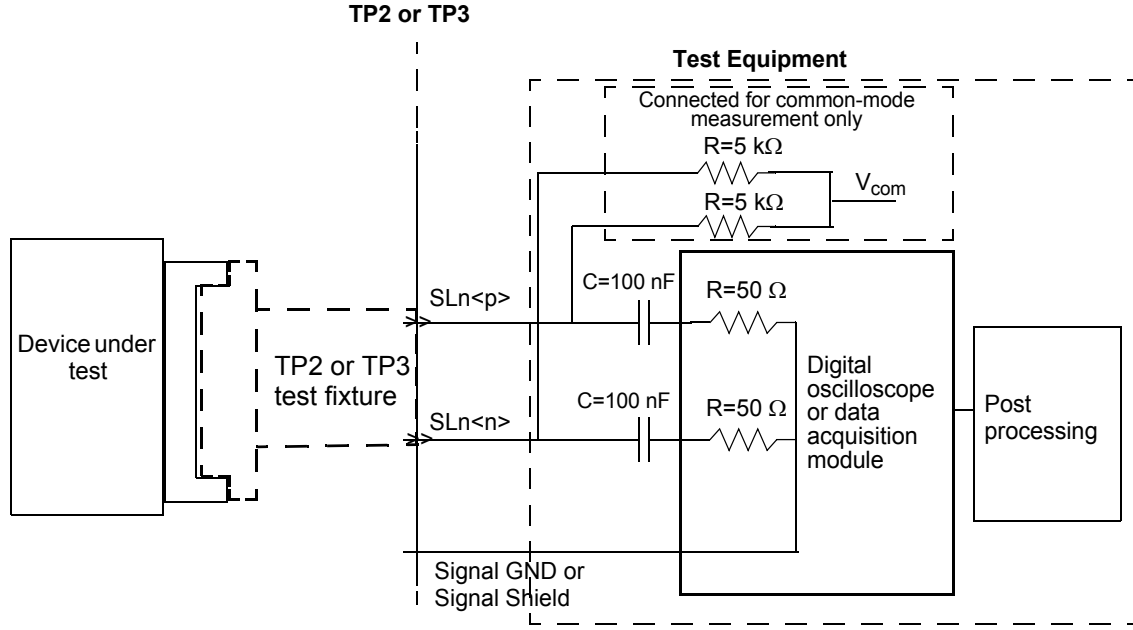 TP2 or TP3
Test Equipment
Connected for common-mode
measurement only
R=5 kΩ
V_com
R=5 kΩ
C=100 nF
R=50 Ω
SLn<p>
Device under
test
TP2 or TP3
test fixture
Digital
oscilloscope
or data
acquisition
module
C=100 nF
R=50 Ω
SLn<n>
Post
processing
Signal GND or
Signal Shield